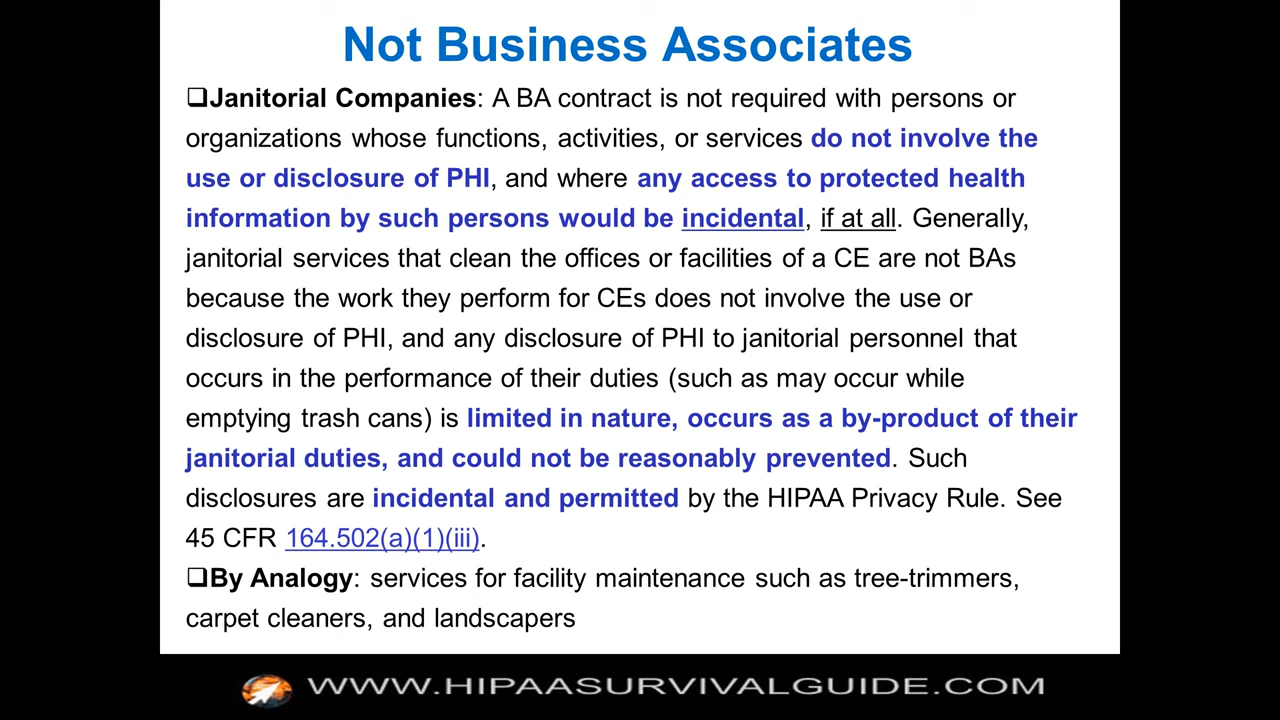 Not Business Associates
❑Janitorial Companies: A BA contract is not required with persons or
organizations whose functions, activities, or services do not involve the
use or disclosure of PHI, and where any access to protected health
information by such persons would be incidental, if at all. Generally,
janitorial services that clean the offices or facilities of a CE are not BAs
because the work they perform for CEs does not involve the use or
disclosure of PHI, and any disclosure of PHI to janitorial personnel that
occurs in the performance of their duties (such as may occur while
emptying trash cans) is limited in nature, occurs as a by-product of their
janitorial duties, and could not be reasonably prevented. Such
disclosures are incidental and permitted by the HIPAA Privacy Rule. See
45 CFR 164.502(a)(1)(iii).
❑By Analogy: services for facility maintenance such as tree-trimmers,
carpet cleaners, and landscapers
WWW.HIPAASURVIVALGUIDE.COM